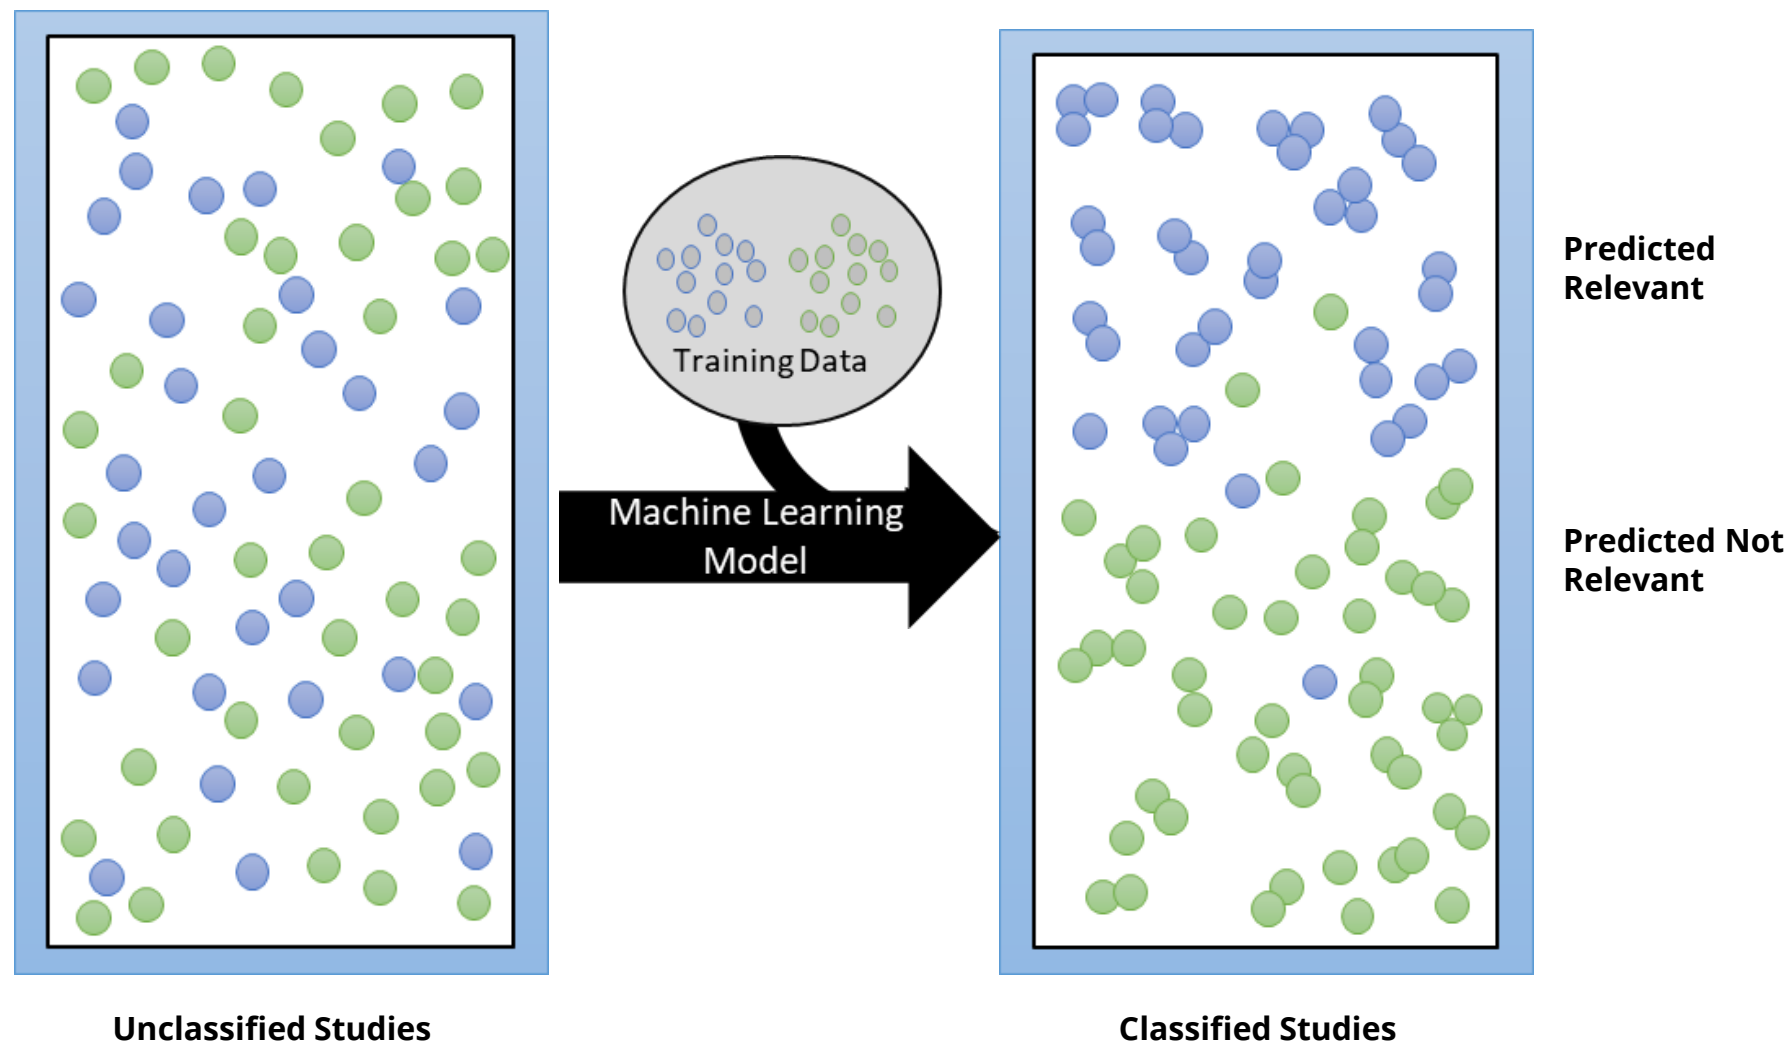 Training Data
Machine Learning
Model
Predicted
Relevant
Predicted Not
Relevant
Unclassified Studies
Classified Studies